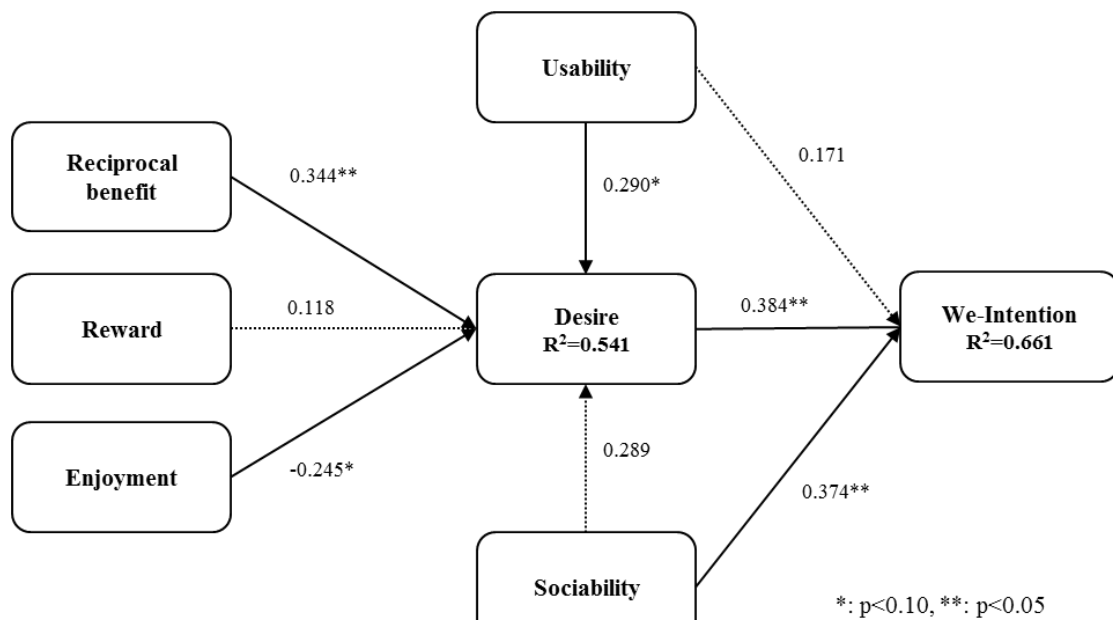 Usability
Reciprocal
benefit
0.344**
0.171
0.290*
Reward
0.118
Desire
R²=0.541
0.384**
We-Intention
R²=0.661
Enjoyment
-0.245*
0.289
0.374**
Sociability
*: p<0.10, **: p<0.05